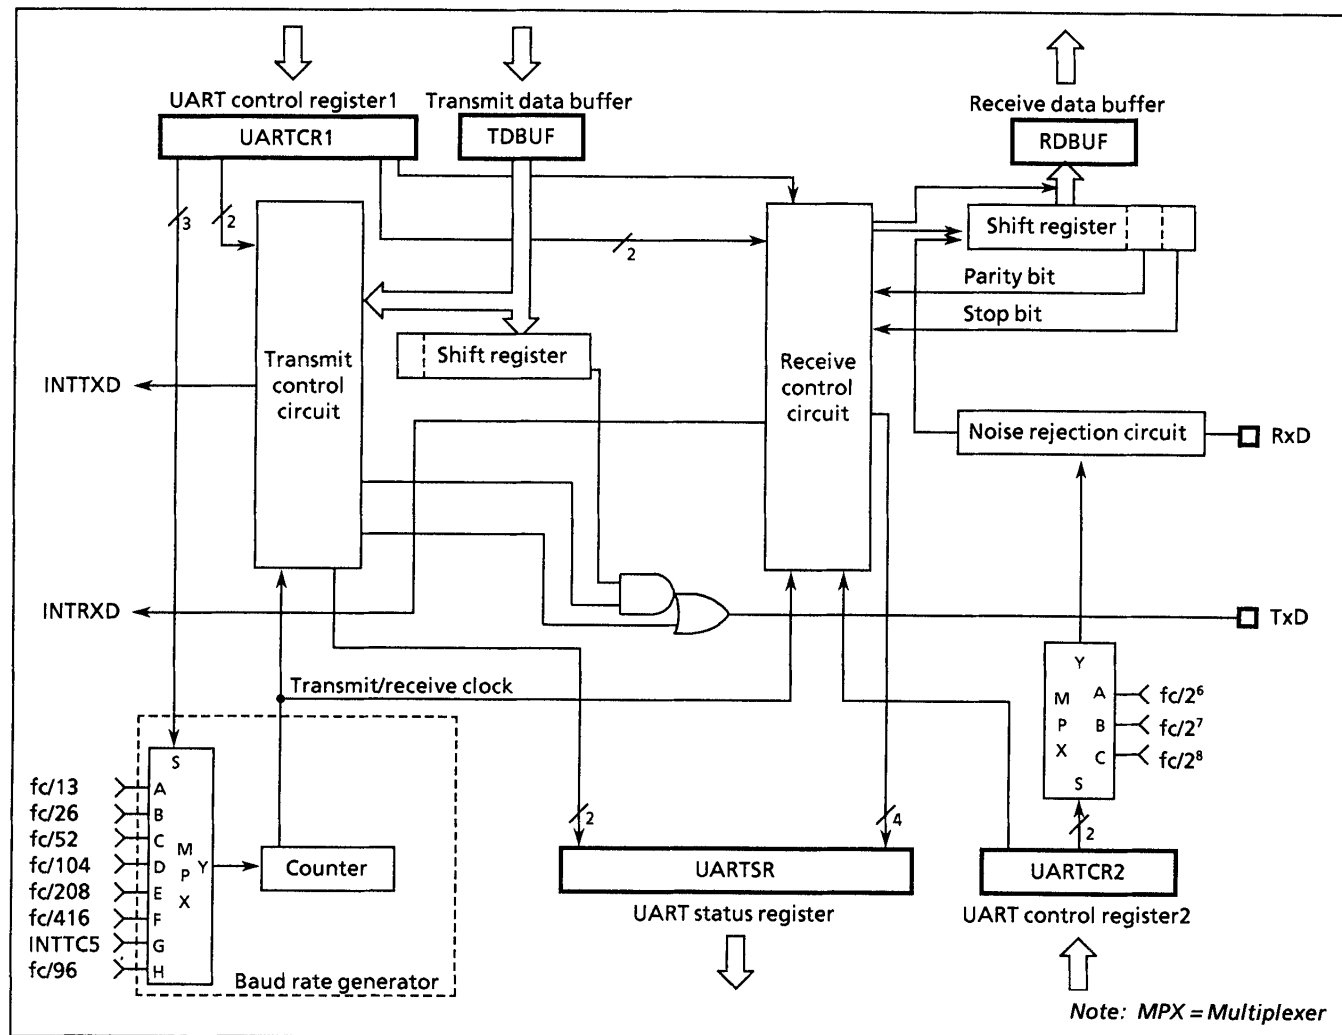 UART control register1
Transmit data buffer
Receive data buffer
UARTCR1
TDBUF
RDBUF
3
2
2
Shift register
Parity bit
Stop bit
Shift register
Transmit
control
circuit
Receive
control
circuit
INTTXD
Noise rejection circuit
RxD
INTRXD
TxD
Transmit/receive clock
Y
M
P
X
A
B
C
S
fc/2⁶
fc/2⁷
fc/2⁸
2
4
2
S
fc/13
A
fc/26
B
fc/52
C
fc/104
D
fc/208
E
fc/416
F
INTTC5
G
fc/96
H
M
P
X
Y
Counter
Baud rate generator
UARTSR
UART status register
UARTCR2
UART control register2
Note: MPX = Multiplexer